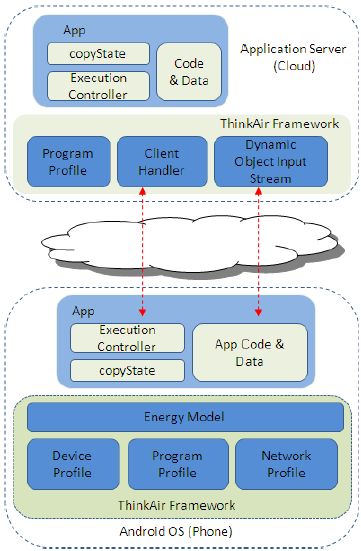 App
copyState
Execution
Controller
Code
& Data
Application Server
(Cloud)
ThinkAir Framework
Program
Profile
Client
Handler
Dynamic
Object Input
Stream
App
Execution
Controller
copyState
App Code &
Data
Energy Model
Device
Profile
Program
Profile
Network
Profile
ThinkAir Framework
Android OS (Phone)